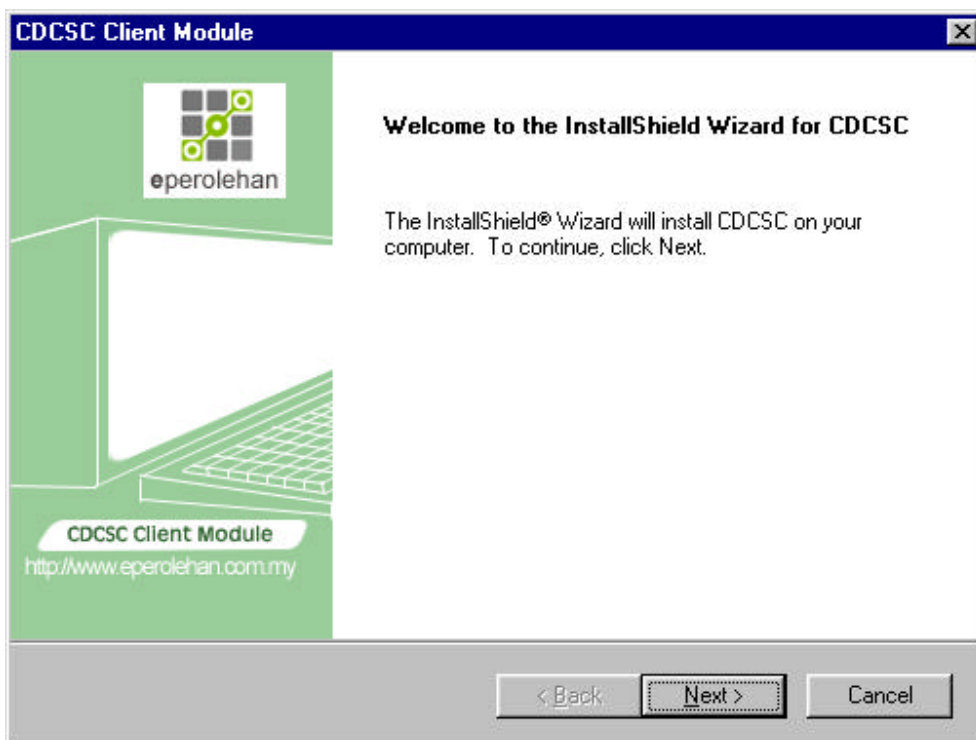 CDCSC Client Module
eperolehan
Welcome to the InstallShield Wizard for CDCSC
The InstallShield® Wizard will install CDCSC on your
computer.  To continue, click Next.
CDCSC Client Module
http://www.eperolehan.com.my
< Back
Next >
Cancel